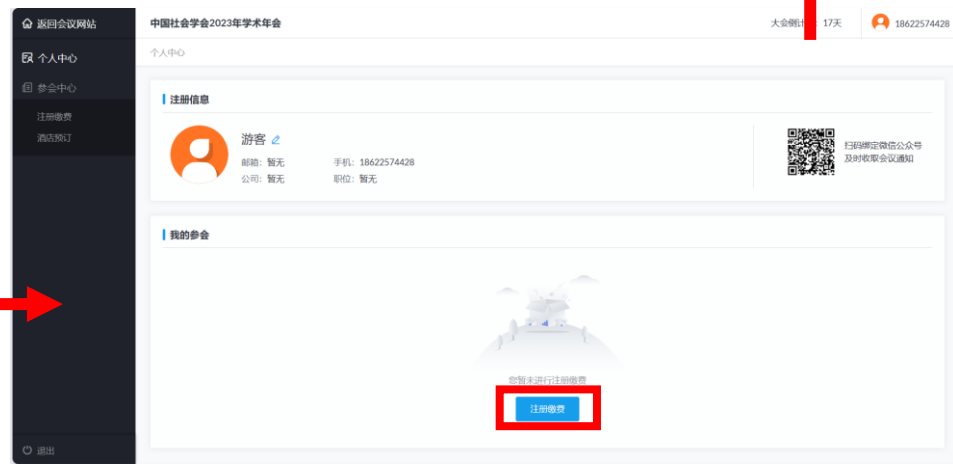 返回会议网站
中国社会学会2023年学术年会
大会倒计 17天
18622574428
个人中心
个人中心
参会中心
注册缴费
酒店预订
注册信息
游客
邮箱：暂无
手机：18622574428
公司：暂无
职位：暂无
扫码绑定微信公众号
及时收取会议通知
我的参会
您暂未进行注册缴费
注册缴费
退出